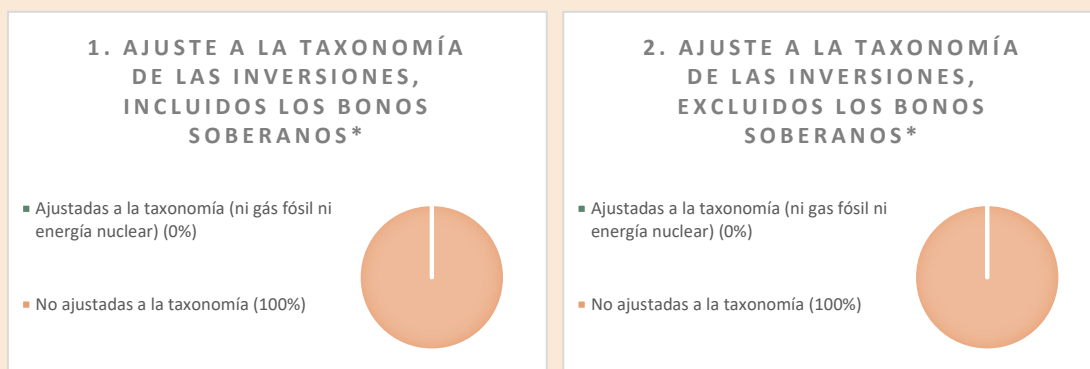 1. AJUSTE A LA TAXONOMÍA
DE LAS INVERSIONES,
INCLUIDOS LOS BONOS
SOBERANOS*
Ajustadas a la taxonomía (ni gás fósil ni
energía nuclear) (0%)
No ajustadas a la taxonomía (100%)
2. AJUSTE A LA TAXONOMÍA
DE LAS INVERSIONES,
EXCLUIDOS LOS BONOS
SOBERANOS*
Ajustadas a la taxonomía (ni gas fósil ni
energía nuclear) (0%)
No ajustadas a la taxonomía (100%)